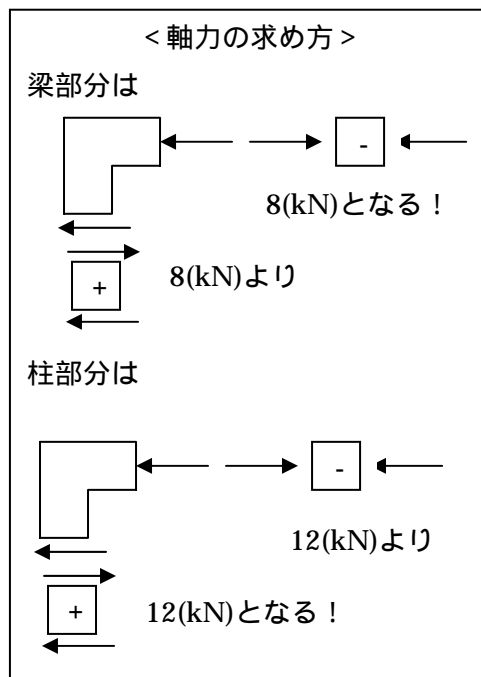 <軸力の求め方>
梁部分は
-
8(kN)となる！
+
8(kN)より
柱部分は
-
12(kN)より
+
12(kN)となる！